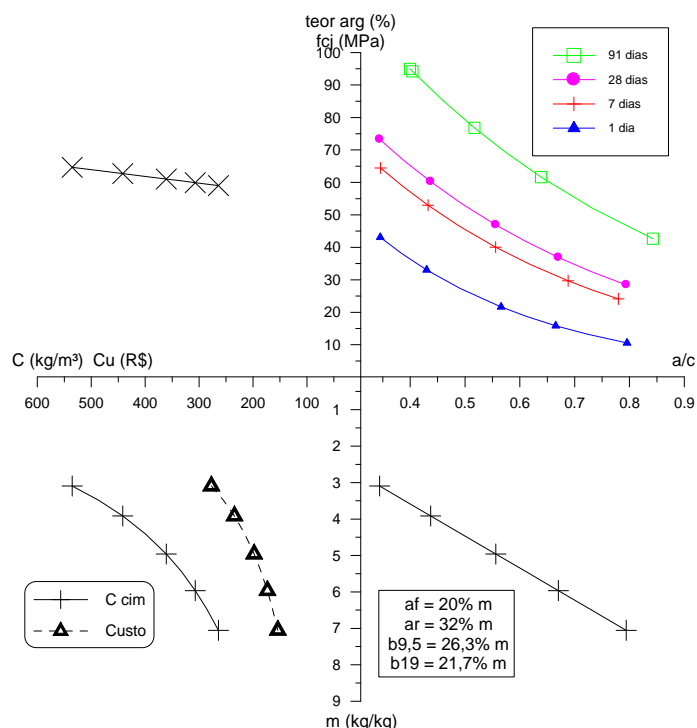 teor arg (%)
fci (MPa)
100
90
80
70
60
50
40
30
20
10
91 dias
28 dias
7 dias
1 dia
C (kg/m³) Cu (R$)
a/c
600 500 400 300 200 100
0.4 0.5 0.6 0.7 0.8 0.9
1
2
3
4
5
6
7
8
9
C cim
Custo
af = 20% m
ar = 32% m
b9,5 = 26,3% m
b19 = 21,7% m
m (kg/kg)